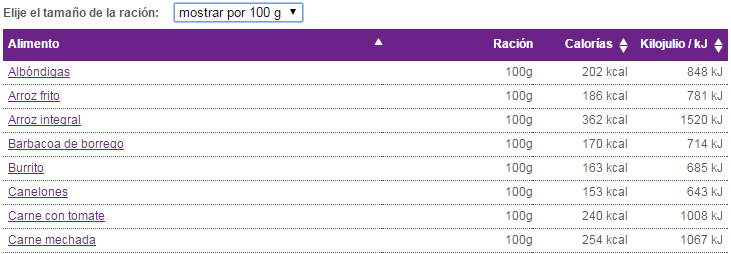 Elije el tamaño de la ración: mostrar por 100 g
Alimento Ración Calorías Kilojulio / kJ
Albóndigas 100g 202 kcal 848 kJ
Arroz frito 100g 186 kcal 781 kJ
Arroz integral 100g 362 kcal 1520 kJ
Barbacoa de borrego 100g 170 kcal 714 kJ
Burrito 100g 163 kcal 685 kJ
Canelones 100g 153 kcal 643 kJ
Carne con tomate 100g 240 kcal 1008 kJ
Carne mechada 100g 254 kcal 1067 kJ